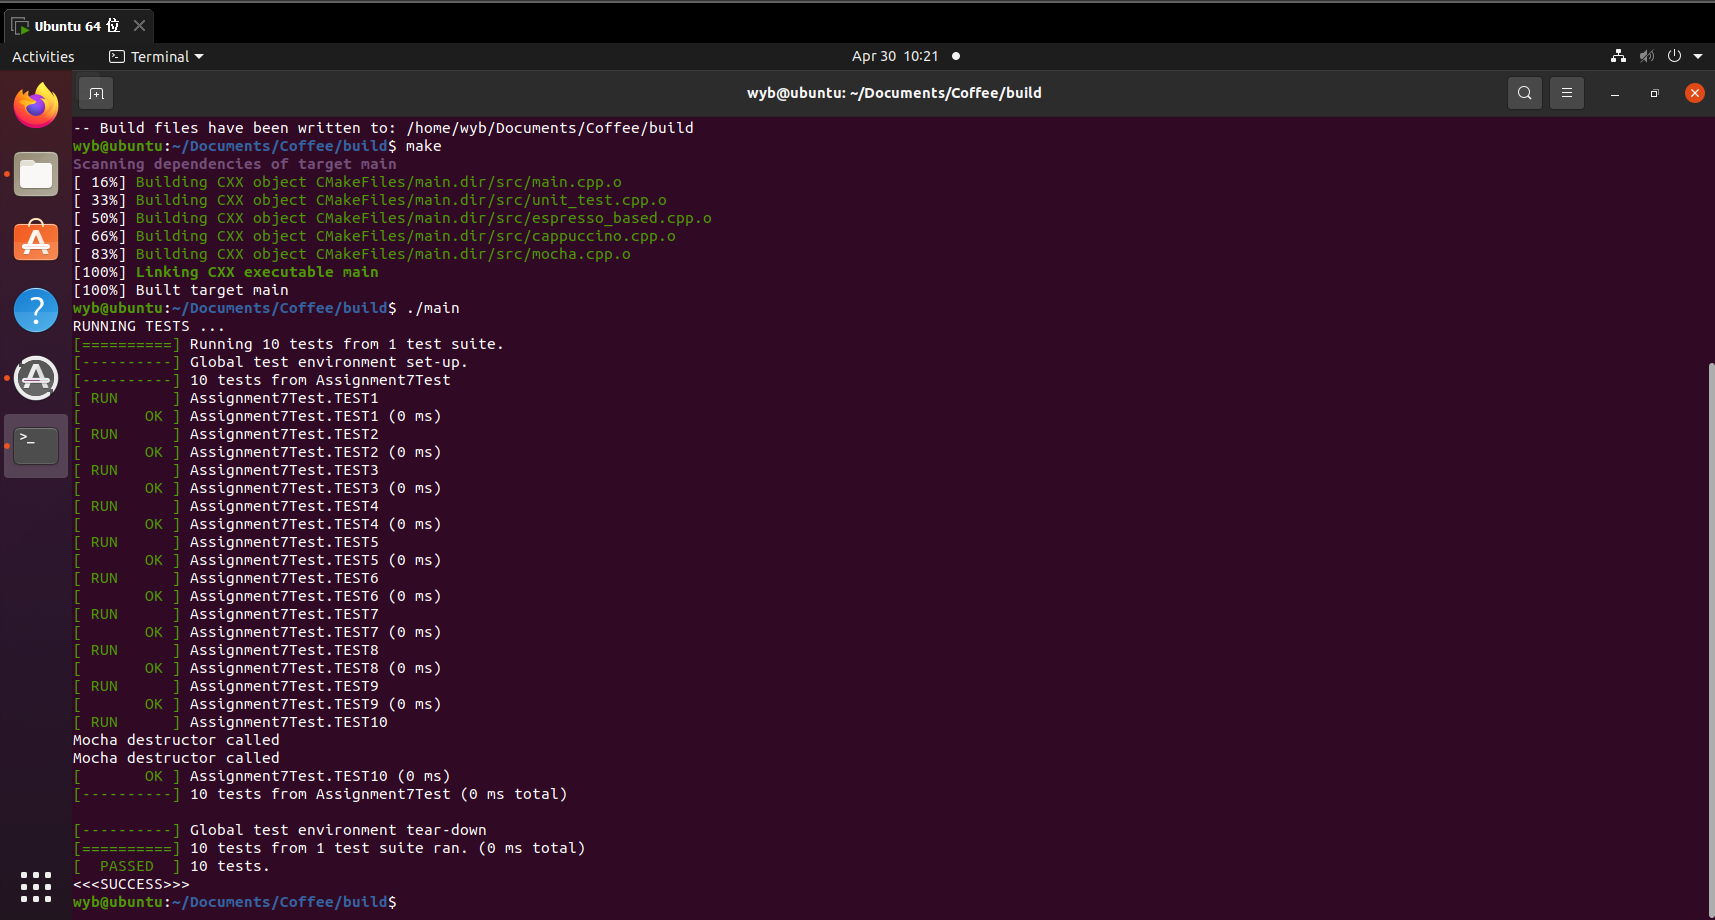 Ubuntu 64 位
Activities
Terminal
Apr 30 10:21
wyb@ubuntu: ~/Documents/Coffee/build
-- Build files have been written to: /home/wyb/Documents/Coffee/build
wyb@ubuntu:~/Documents/Coffee/build$ make
Scanning dependencies of target main
[ 16%] Building CXX object CMakeFiles/main.dir/src/main.cpp.o
[ 33%] Building CXX object CMakeFiles/main.dir/src/unit_test.cpp.o
[ 50%] Building CXX object CMakeFiles/main.dir/src/espresso_based.cpp.o
[ 66%] Building CXX object CMakeFiles/main.dir/src/cappuccino.cpp.o
[ 83%] Building CXX object CMakeFiles/main.dir/src/mocha.cpp.o
[100%] Linking CXX executable main
[100%] Built target main
wyb@ubuntu:~/Documents/Coffee/build$ ./main
RUNNING TESTS ...
[==========] Running 10 tests from 1 test suite.
[----------] Global test environment set-up.
[----------] 10 tests from Assignment7Test
[ RUN      ] Assignment7Test.TEST1
[       OK ] Assignment7Test.TEST1 (0 ms)
[ RUN      ] Assignment7Test.TEST2
[       OK ] Assignment7Test.TEST2 (0 ms)
[ RUN      ] Assignment7Test.TEST3
[       OK ] Assignment7Test.TEST3 (0 ms)
[ RUN      ] Assignment7Test.TEST4
[       OK ] Assignment7Test.TEST4 (0 ms)
[ RUN      ] Assignment7Test.TEST5
[       OK ] Assignment7Test.TEST5 (0 ms)
[ RUN      ] Assignment7Test.TEST6
[       OK ] Assignment7Test.TEST6 (0 ms)
[ RUN      ] Assignment7Test.TEST7
[       OK ] Assignment7Test.TEST7 (0 ms)
[ RUN      ] Assignment7Test.TEST8
[       OK ] Assignment7Test.TEST8 (0 ms)
[ RUN      ] Assignment7Test.TEST9
[       OK ] Assignment7Test.TEST9 (0 ms)
[ RUN      ] Assignment7Test.TEST10
Mocha destructor called
Mocha destructor called
[       OK ] Assignment7Test.TEST10 (0 ms)
[----------] 10 tests from Assignment7Test (0 ms total)
[----------] Global test environment tear-down
[==========] 10 tests from 1 test suite ran. (0 ms total)
[  PASSED  ] 10 tests.
<<<SUCCESS>>>
wyb@ubuntu:~/Documents/Coffee/build$